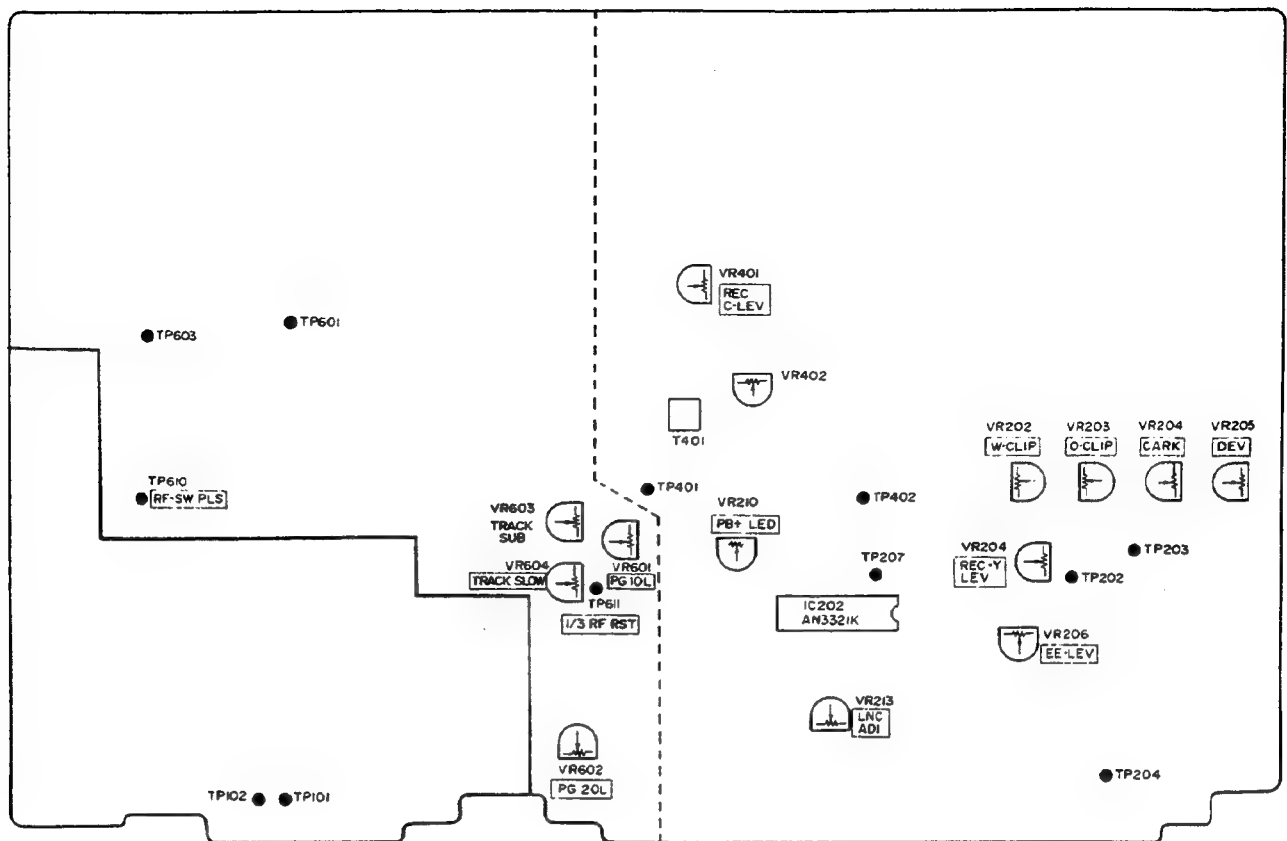 VR401
REC
C-LEV
TP603
TP601
VR402
T401
VR202
W-CLIP
VR203
O-CLIP
VR204
CARK
VR205
DEV
TP610
RF-SW PLS
TP401
TP402
VR603
TRACK
SUB
VR210
PB+ LED
VR604
TRACK SLOW
VR601
PG 10L
TP611
1/3 RF RST
TP207
IC202
AN3321K
VR204
REC-Y
LEV
TP202
TP203
VR206
EE-LEV
VR213
LNC
ADI
VR602
PG 20L
TP204
TP102
TP101